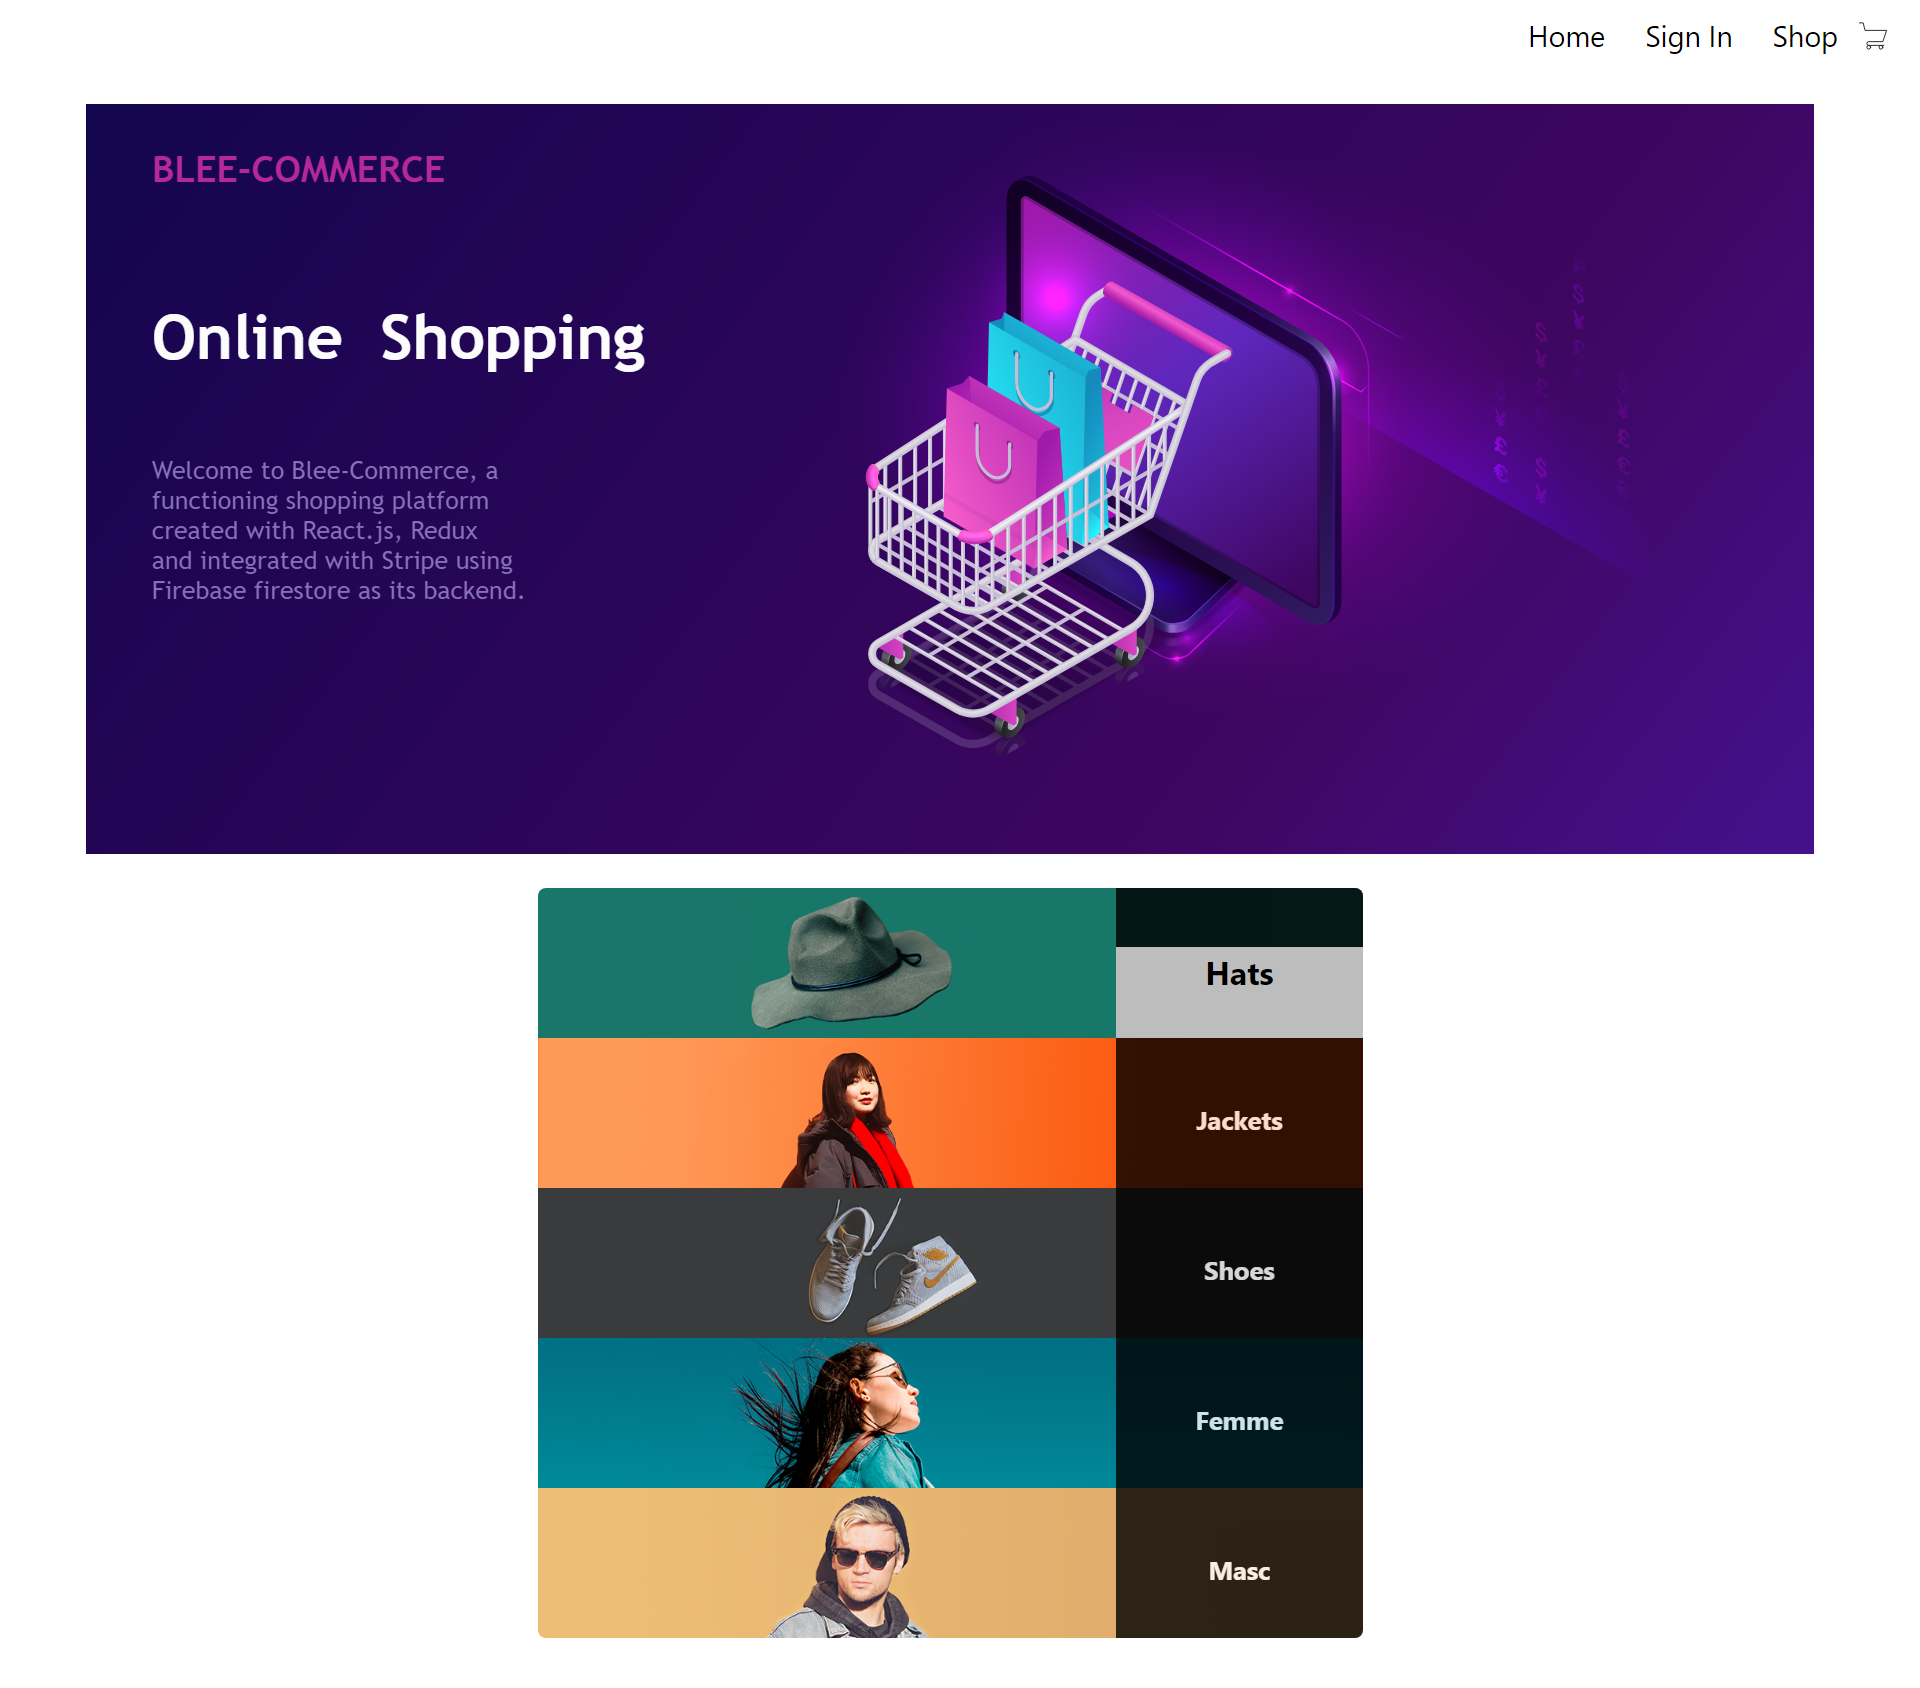 Home Sign In Shop
BLEE-COMMERCE
Online Shopping
Welcome to Blee-Commerce, a
functioning shopping platform
created with React.js, Redux
and integrated with Stripe using
Firebase firestore as its backend.
Hats
Jackets
Shoes
Femme
Masc